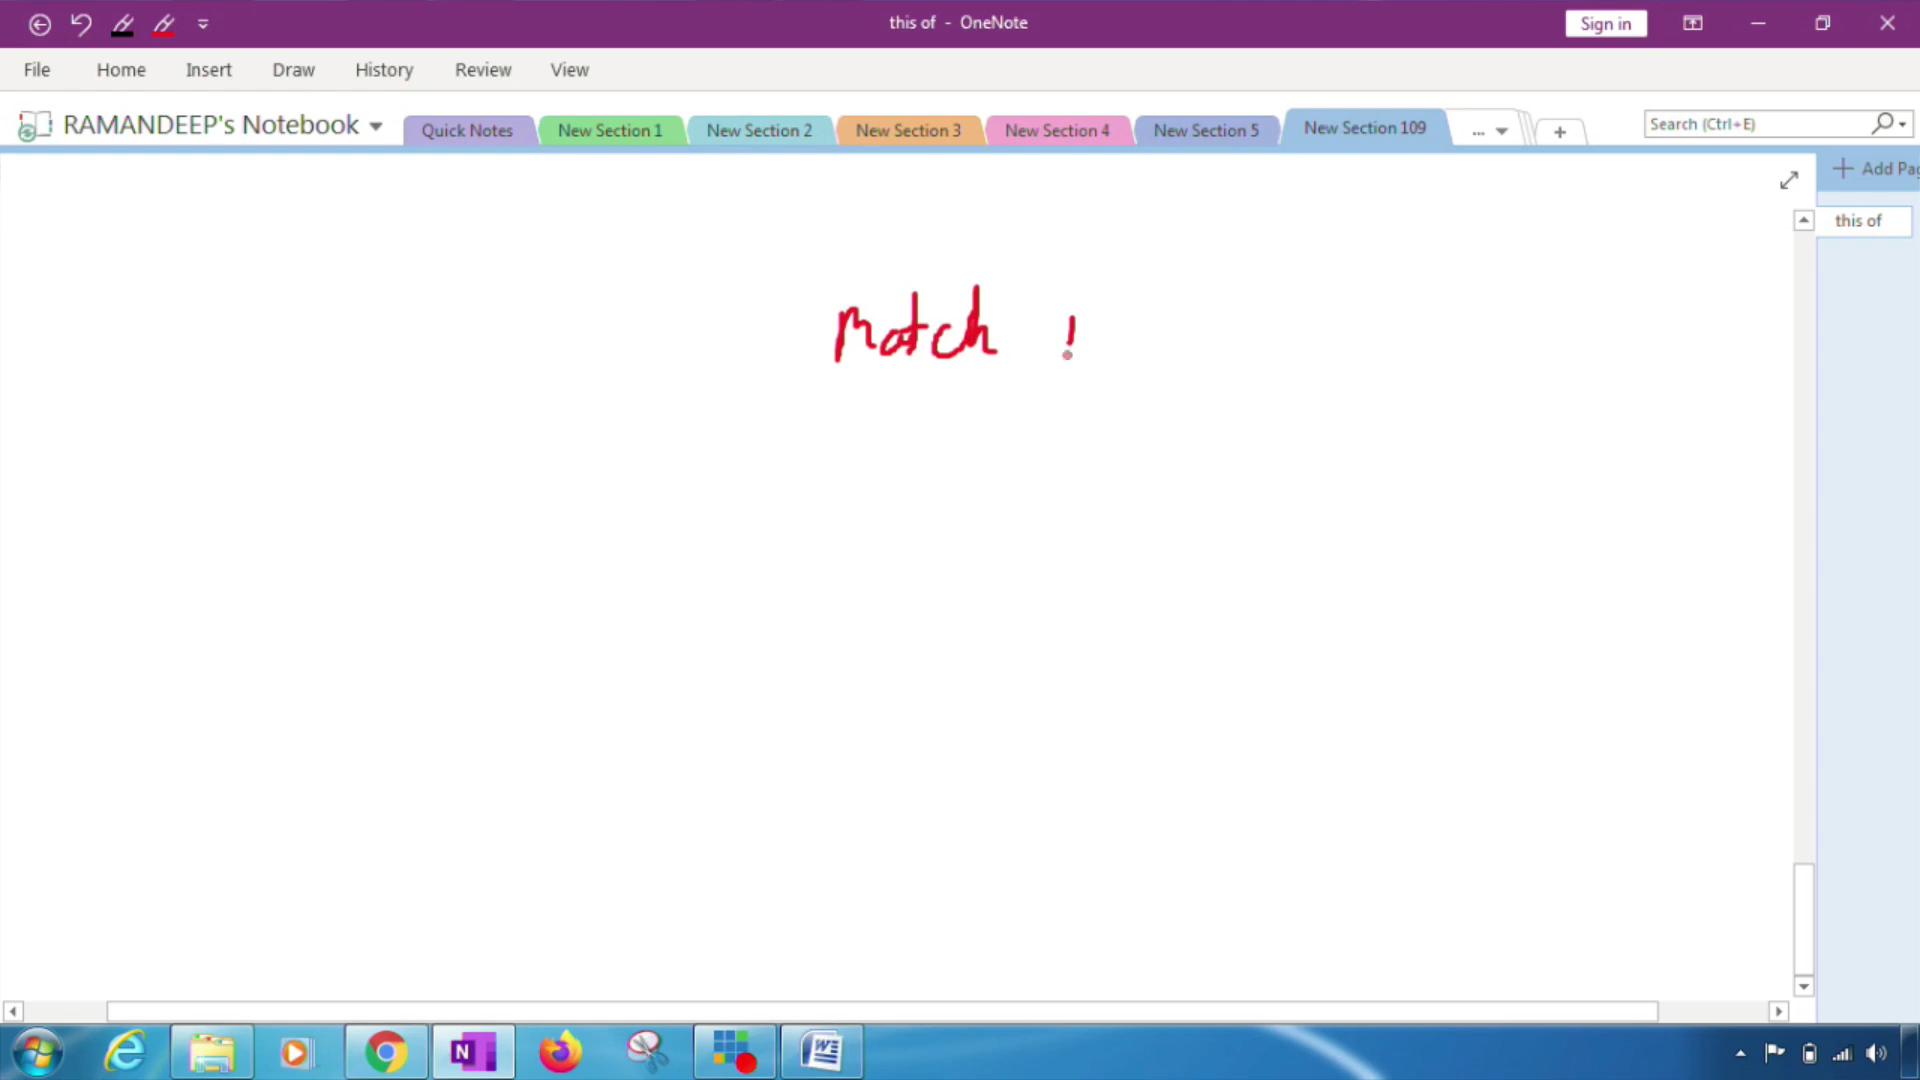 this of - OneNote
Sign in
File Home Insert Draw History Review View
RAMANDEEP's Notebook Quick Notes New Section 1 New Section 2 New Section 3 New Section 4 New Section 5 New Section 109 ... Search (Ctrl+E)
Add Pag
this of
Match